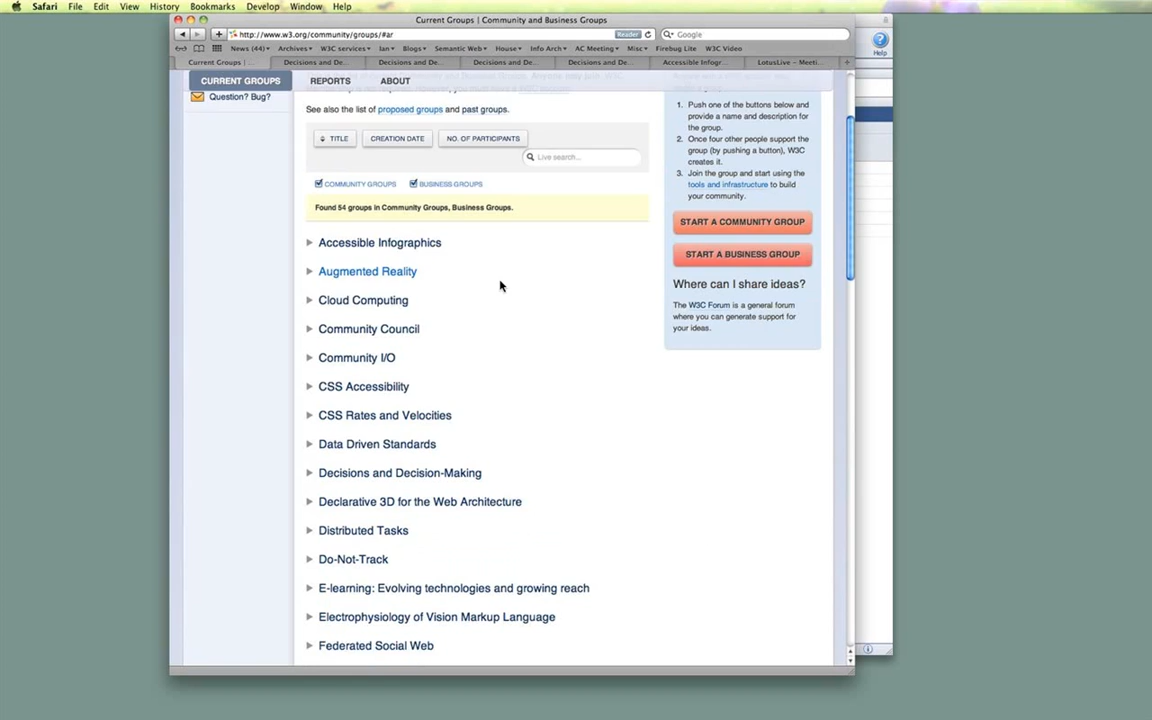 Safari File Edit View History Bookmarks Develop Window Help
Current Groups | Community and Business Groups
http://www.w3.org/community/groups/#ar
Reader
Google
News (44) Archives W3C services Ian Blogs Semantic Web House Info Arch AC Meeting Misc Firebug Lite W3C Video
Current Groups |... Decisions and De... Decisions and De... Decisions and De... Decisions and De... Accessible Infogr... LotusLive – Meeti...
Help
CURRENT GROUPS REPORTS ABOUT
Question? Bug?
See also the list of proposed groups and past groups.
TITLE CREATION DATE NO. OF PARTICIPANTS
Live search...
COMMUNITY GROUPS BUSINESS GROUPS
Found 54 groups in Community Groups, Business Groups.
Accessible Infographics
Augmented Reality
Cloud Computing
Community Council
Community I/O
CSS Accessibility
CSS Rates and Velocities
Data Driven Standards
Decisions and Decision-Making
Declarative 3D for the Web Architecture
Distributed Tasks
Do-Not-Track
E-learning: Evolving technologies and growing reach
Electrophysiology of Vision Markup Language
Federated Social Web
1. Push one of the buttons below and
provide a name and description for
the group.
2. Once four other people support the
group (by pushing a button), W3C
creates it.
3. Join the group and start using the
tools and infrastructure to build
your community.
START A COMMUNITY GROUP
START A BUSINESS GROUP
Where can I share ideas?
The W3C Forum is a general forum
where you can generate support for
your ideas.